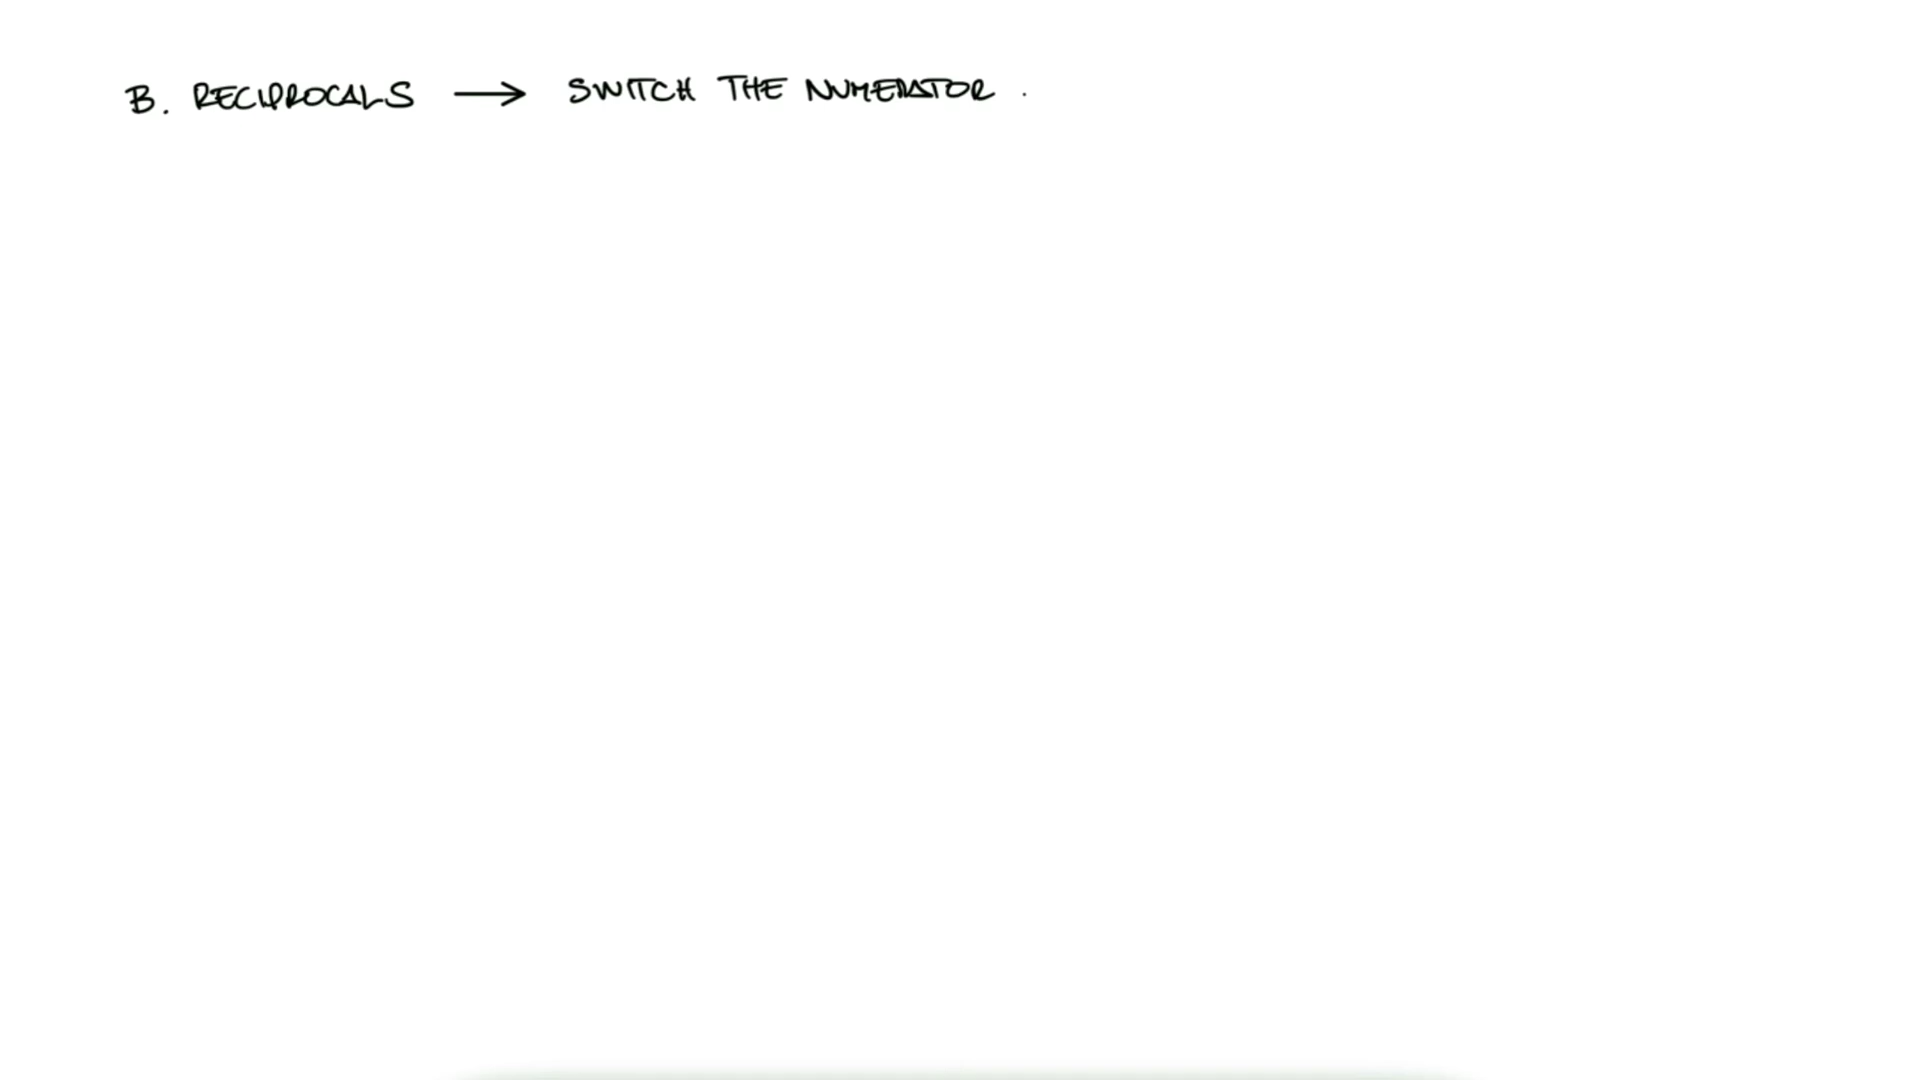 B. RECIPROCALS → SWITCH THE NUMERATOR